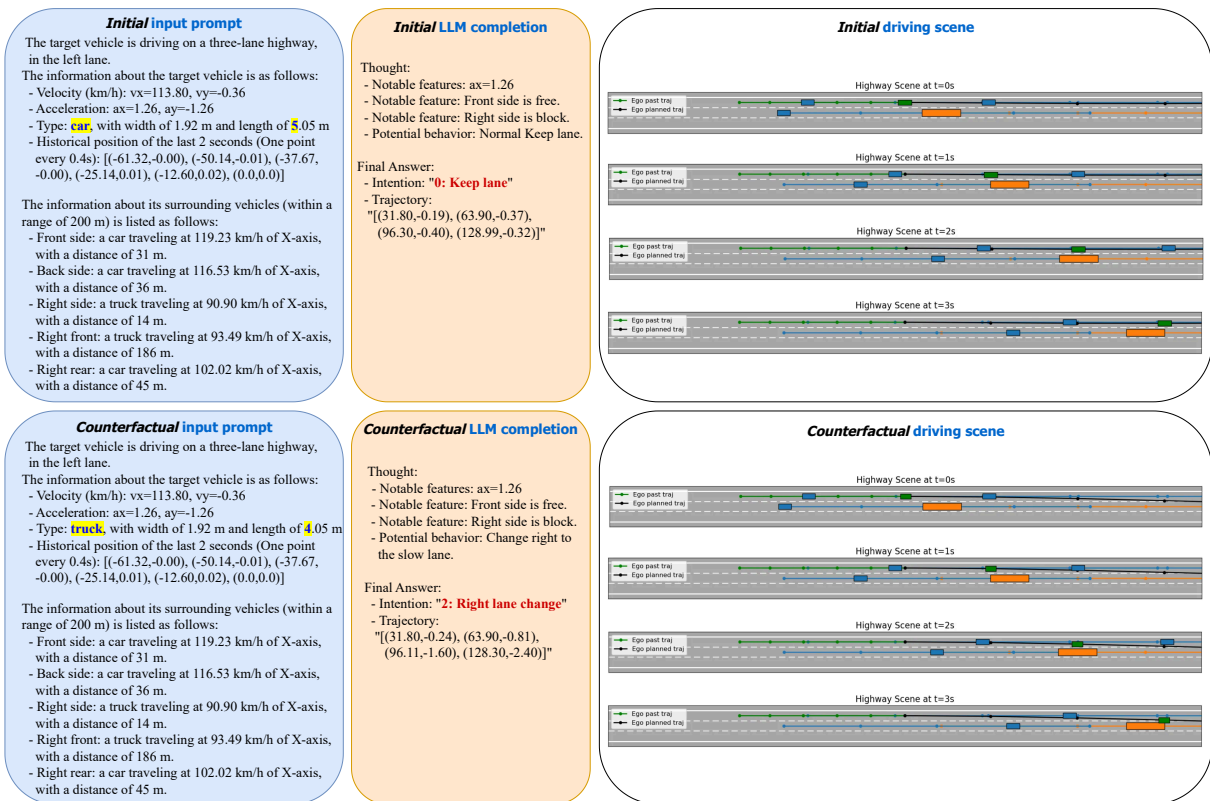 Initial input prompt
The target vehicle is driving on a three-lane highway,
in the left lane.
The information about the target vehicle is as follows:
- Velocity (km/h): vx=113.80, vy=-0.36
- Acceleration: ax=1.26, ay=-1.26
- Type: car, with width of 1.92 m and length of 5.05 m
- Historical position of the last 2 seconds (One point
every 0.4s): [(-61.32,-0.00), (-50.14,-0.01), (-37.67,
-0.00), (-25.14,0.01), (-12.60,0.02), (0.0,0.0)]
The information about its surrounding vehicles (within a
range of 200 m) is listed as follows:
- Front side: a car traveling at 119.23 km/h of X-axis,
with a distance of 31 m.
- Back side: a car traveling at 116.53 km/h of X-axis,
with a distance of 36 m.
- Right side: a truck traveling at 90.90 km/h of X-axis,
with a distance of 14 m.
- Right front: a truck traveling at 93.49 km/h of X-axis,
with a distance of 186 m.
- Right rear: a car traveling at 102.02 km/h of X-axis,
with a distance of 45 m.
Initial LLM completion
Thought:
- Notable features: ax=1.26
- Notable feature: Front side is free.
- Notable feature: Right side is block.
- Potential behavior: Normal Keep lane.
Final Answer:
- Intention: "0: Keep lane"
- Trajectory:
"[(31.80,-0.19), (63.90,-0.37),
(96.30,-0.40), (128.99,-0.32)]"
Initial driving scene
Highway Scene at t=0s
Ego past traj
Ego planned traj
Highway Scene at t=1s
Ego past traj
Ego planned traj
Highway Scene at t=2s
Ego past traj
Ego planned traj
Highway Scene at t=3s
Ego past traj
Ego planned traj
Counterfactual input prompt
The target vehicle is driving on a three-lane highway,
in the left lane.
The information about the target vehicle is as follows:
- Velocity (km/h): vx=113.80, vy=-0.36
- Acceleration: ax=1.26, ay=-1.26
- Type: truck, with width of 1.92 m and length of 4.05 m
- Historical position of the last 2 seconds (One point
every 0.4s): [(-61.32,-0.00), (-50.14,-0.01), (-37.67,
-0.00), (-25.14,0.01), (-12.60,0.02), (0.0,0.0)]
The information about its surrounding vehicles (within a
range of 200 m) is listed as follows:
- Front side: a car traveling at 119.23 km/h of X-axis,
with a distance of 31 m.
- Back side: a car traveling at 116.53 km/h of X-axis,
with a distance of 36 m.
- Right side: a truck traveling at 90.90 km/h of X-axis,
with a distance of 14 m.
- Right front: a truck traveling at 93.49 km/h of X-axis,
with a distance of 186 m.
- Right rear: a car traveling at 102.02 km/h of X-axis,
with a distance of 45 m.
Counterfactual LLM completion
Thought:
- Notable features: ax=1.26
- Notable feature: Front side is free.
- Notable feature: Right side is block.
- Potential behavior: Change right to
the slow lane.
Final Answer:
- Intention: "2: Right lane change"
- Trajectory:
"[(31.80,-0.24), (63.90,-0.81),
(96.11,-1.60), (128.30,-2.40)]"
Counterfactual driving scene
Highway Scene at t=0s
Ego past traj
Ego planned traj
Highway Scene at t=1s
Ego past traj
Ego planned traj
Highway Scene at t=2s
Ego past traj
Ego planned traj
Highway Scene at t=3s
Ego past traj
Ego planned traj